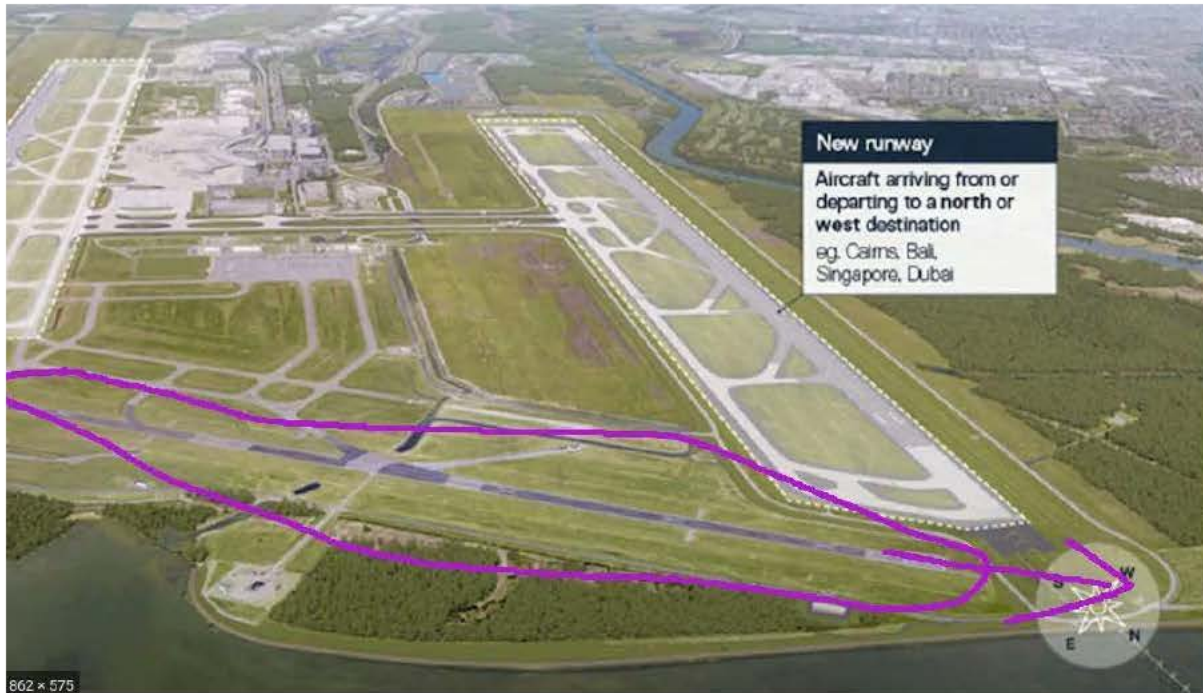 New runway
Aircraft arriving from or
departing to a north or
west destination
eg. Cairns, Bali,
Singapore, Dubai
S
W
E
N
862 × 575